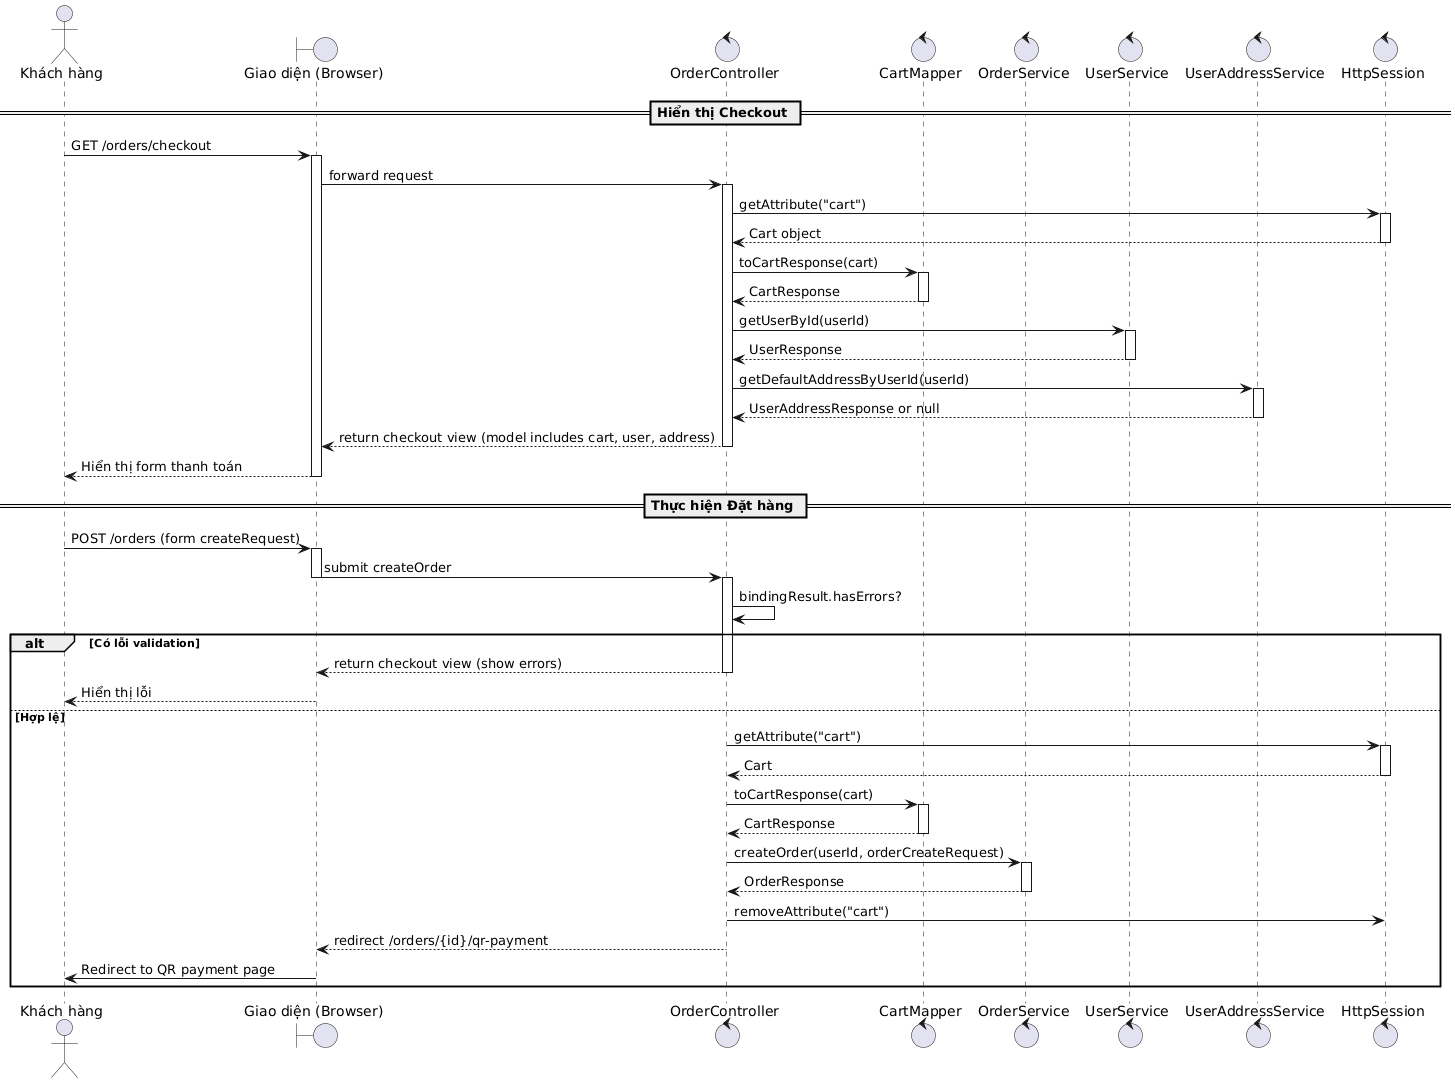 Khách hàng
Giao diện (Browser)
OrderController
CartMapper
OrderService
UserService
UserAddressService
HttpSession
Hiển thị Checkout
GET /orders/checkout
forward request
getAttribute("cart")
Cart object
toCartResponse(cart)
CartResponse
getUserById(userId)
UserResponse
getDefaultAddressByUserId(userId)
UserAddressResponse or null
return checkout view (model includes cart, user, address)
Hiển thị form thanh toán
Thực hiện Đặt hàng
POST /orders (form createRequest)
submit createOrder
bindingResult.hasErrors?
alt
[Có lỗi validation]
return checkout view (show errors)
Hiển thị lỗi
[Hợp lệ]
getAttribute("cart")
Cart
toCartResponse(cart)
CartResponse
createOrder(userId, orderCreateRequest)
OrderResponse
removeAttribute("cart")
redirect /orders/{id}/qr-payment
Redirect to QR payment page
Khách hàng
Giao diện (Browser)
OrderController
CartMapper
OrderService
UserService
UserAddressService
HttpSession